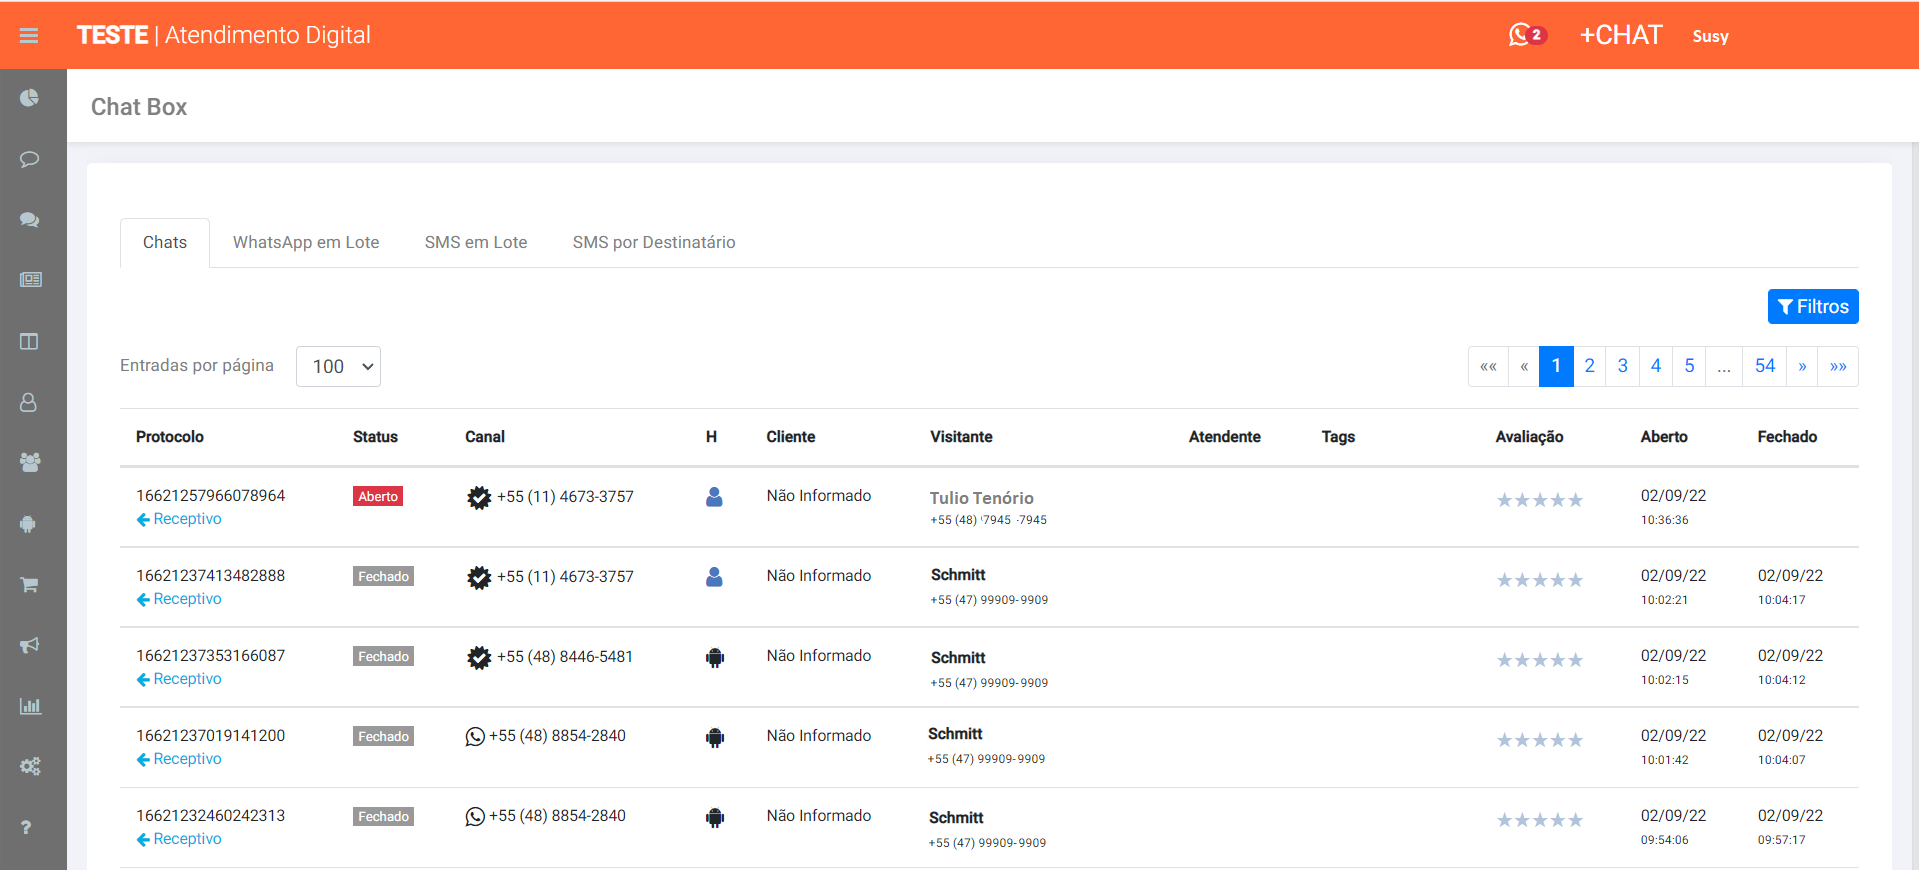 TESTE | Atendimento Digital
2
+CHAT
Susy
Chat Box
Chats
WhatsApp em Lote
SMS em Lote
SMS por Destinatário
Filtros
Entradas por página
100
«« « 1 2 3 4 5 ... 54 » »»
Protocolo Status Canal H Cliente Visitante Atendente Tags Avaliação Aberto Fechado
16621257966078964 Aberto +55 (11) 4673-3757 Não Informado Tulio Tenório 02/09/22
Receptivo +55 (48) 7945 -7945 10:36:36
16621237413482888 Fechado +55 (11) 4673-3757 Não Informado Schmitt 02/09/22 02/09/22
Receptivo +55 (47) 99909-9909 10:02:21 10:04:17
16621237353166087 Fechado +55 (48) 8446-5481 Não Informado Schmitt 02/09/22 02/09/22
Receptivo +55 (47) 99909-9909 10:02:15 10:04:12
16621237019141200 Fechado +55 (48) 8854-2840 Não Informado Schmitt 02/09/22 02/09/22
Receptivo +55 (47) 99909-9909 10:01:42 10:04:07
16621232460242313 Fechado +55 (48) 8854-2840 Não Informado Schmitt 02/09/22 02/09/22
Receptivo +55 (47) 99909-9909 09:54:06 09:57:17
?